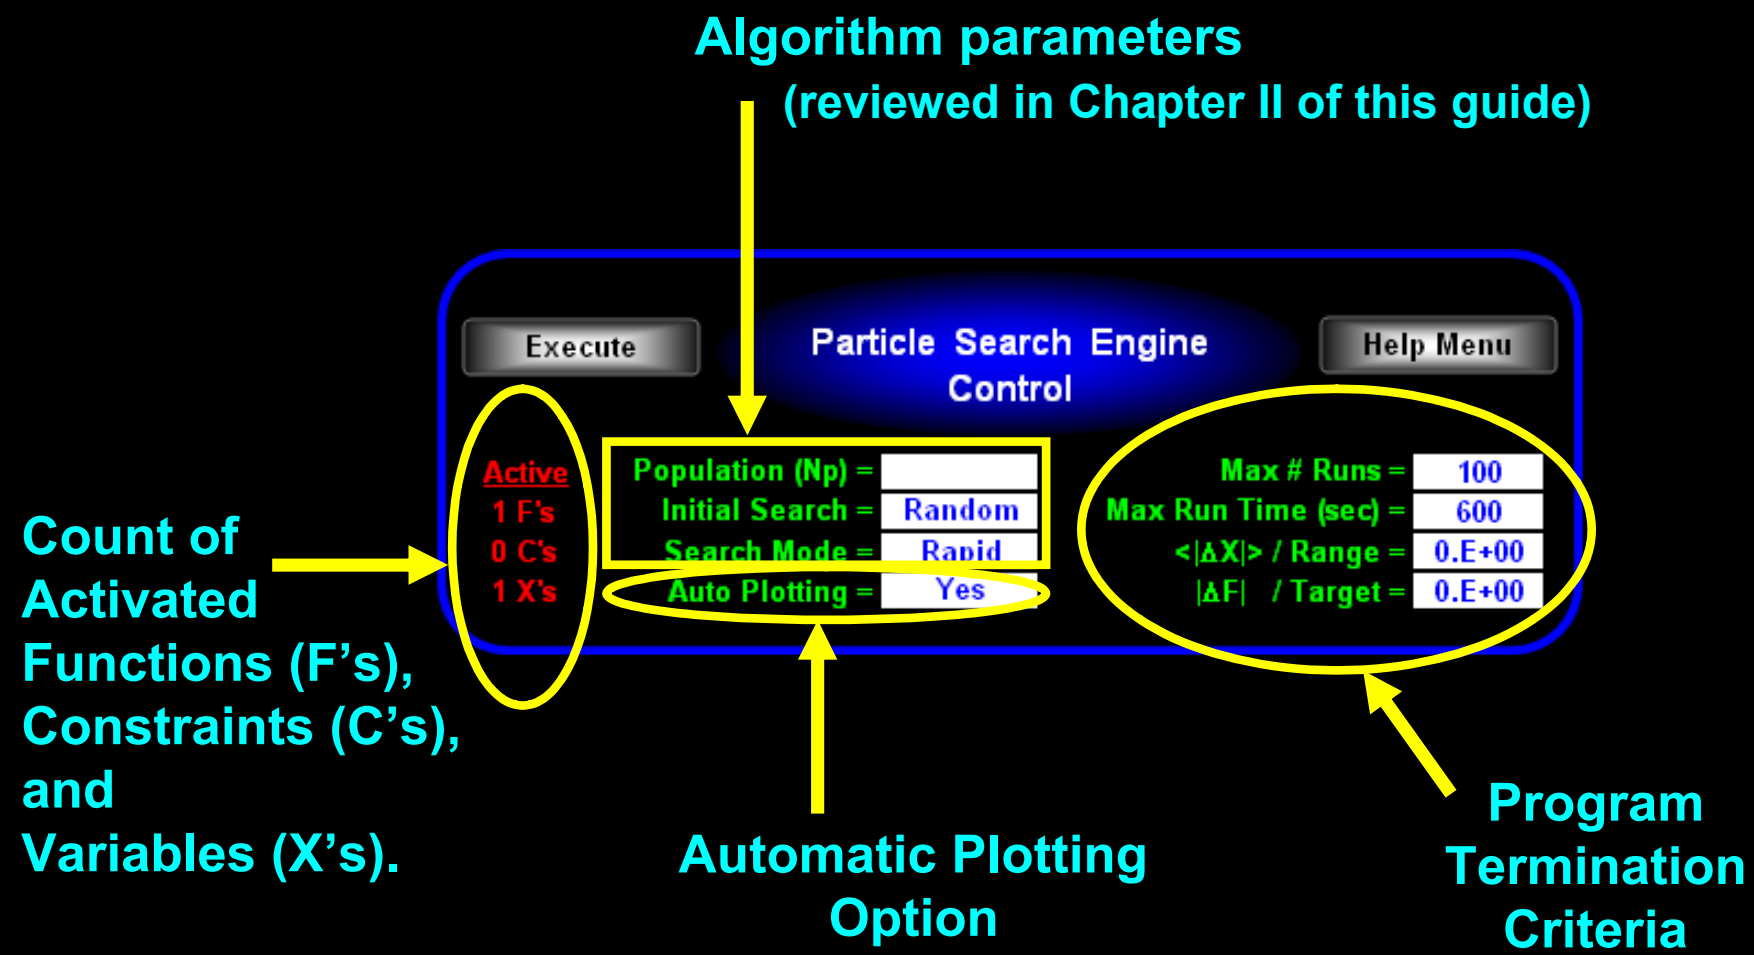 Algorithm parameters
(reviewed in Chapter II of this guide)
Execute
Particle Search Engine
Control
Help Menu
Active
1 F's
0 C's
1 X's
Population (Np) =
Initial Search = Random
Search Mode = Rapid
Auto Plotting = Yes
Max # Runs = 100
Max Run Time (sec) = 600
<|ΔX|> / Range = 0.E+00
|ΔF| / Target = 0.E+00
Count of
Activated
Functions (F’s),
Constraints (C’s),
and
Variables (X’s).
Automatic Plotting
Option
Program
Termination
Criteria